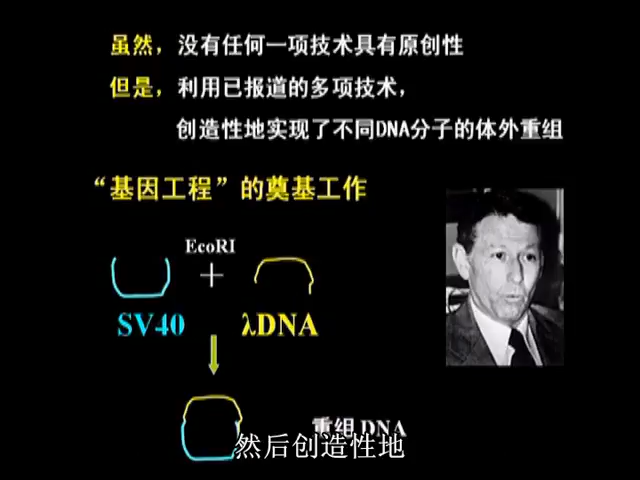 虽然，没有任何一项技术具有原创性
但是，利用已报道的多项技术，
创造性地实现了不同DNA分子的体外重组
“基因工程”的奠基工作
EcoRI
+
SV40
λDNA
重组 DNA
然后创造性地